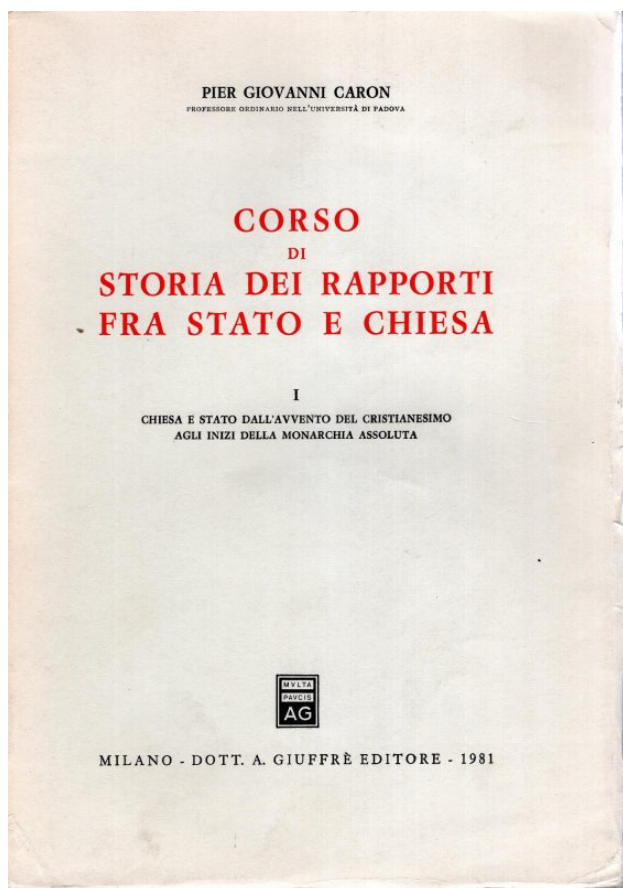 PIER GIOVANNI CARON
PROFESSORE ORDINARIO NELL'UNIVERSITÀ DI PADOVA
CORSO
DI
STORIA DEI RAPPORTI
FRA STATO E CHIESA
I
CHIESA E STATO DALL'AVVENTO DEL CRISTIANESIMO
AGLI INIZI DELLA MONARCHIA ASSOLUTA
MVLTA
PAVCIS
AG
MILANO - DOTT. A. GIUFFRÈ EDITORE - 1981